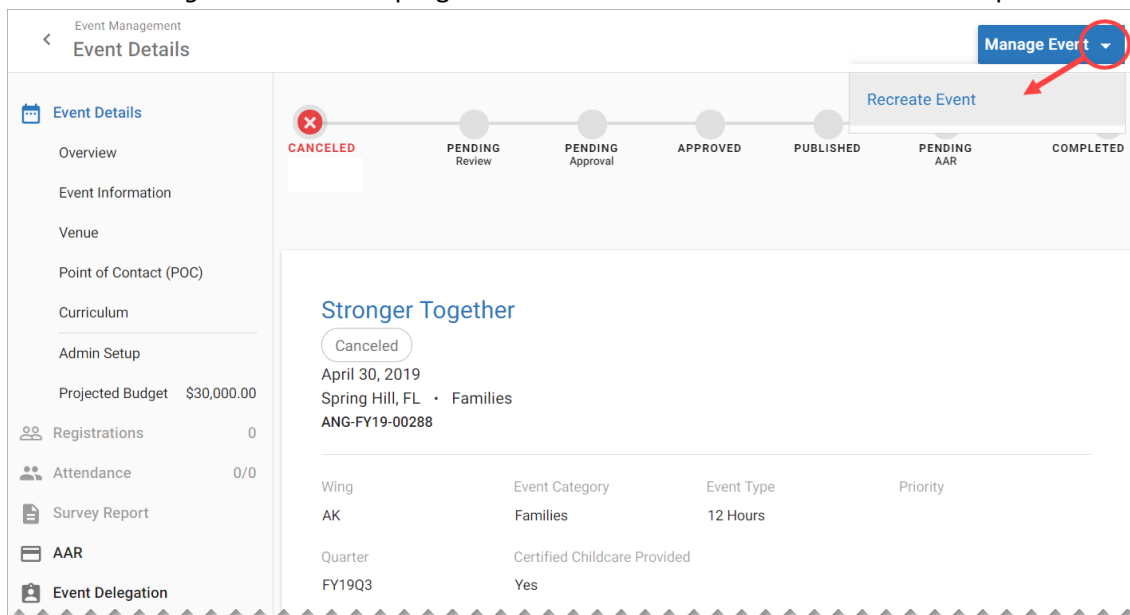 Event Management
Event Details
Manage Event
Recreate Event
Event Details
Overview
Event Information
Venue
Point of Contact (POC)
Curriculum
Admin Setup
Projected Budget $30,000.00
Registrations 0
Attendance 0/0
Survey Report
AAR
Event Delegation
CANCELED
PENDING
Review
PENDING
Approval
APPROVED
PUBLISHED
PENDING
AAR
COMPLETED
Stronger Together
Canceled
April 30, 2019
Spring Hill, FL • Families
ANG-FY19-00288
Wing Event Category Event Type Priority
AK Families 12 Hours
Quarter Certified Childcare Provided
FY19Q3 Yes